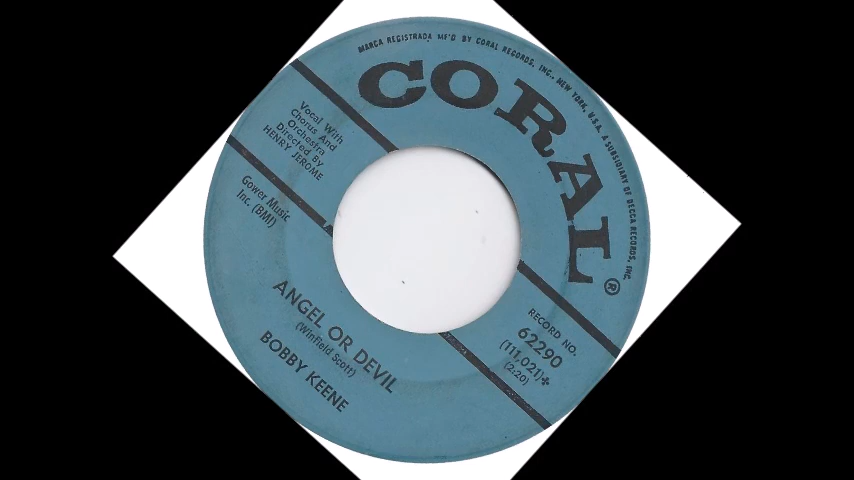 MARCA REGISTRADA MF'D BY CORAL RECORDS, INC., NEW YORK, U.S.A. A SUBSIDIARY OF DECCA RECORDS, INC.
CORAL®
Vocal With
Chorus And
Orchestra
Directed By
HENRY JEROME
Gower Music
Inc. (BMI)
RECORD NO.
62290
(111,021)+
(2:20)
ANGEL OR DEVIL
(Winfield Scott)
BOBBY KEENE